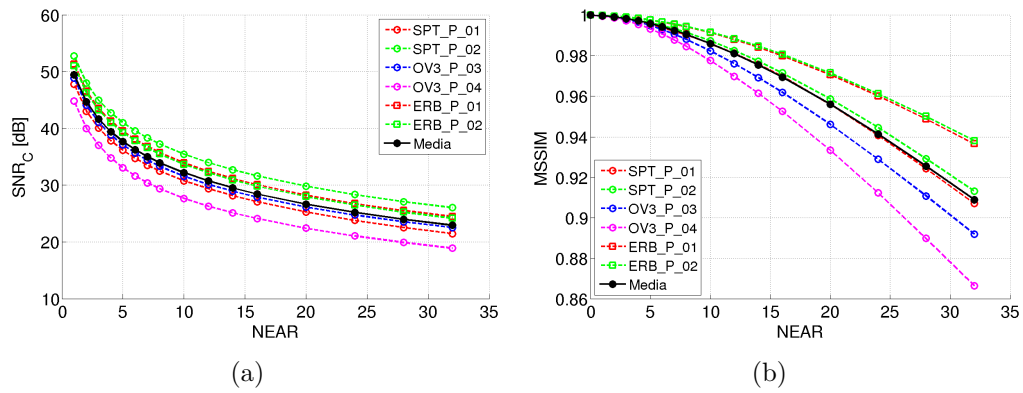 60
50
40
30
20
10
0
5
10
15
20
25
30
35
SNR_C [dB]
NEAR
SPT_P_01
SPT_P_02
OV3_P_03
OV3_P_04
ERB_P_01
ERB_P_02
Media
(a)
1
0.98
0.96
0.94
0.92
0.9
0.88
0.86
0
5
10
15
20
25
30
35
MSSIM
NEAR
SPT_P_01
SPT_P_02
OV3_P_03
OV3_P_04
ERB_P_01
ERB_P_02
Media
(b)